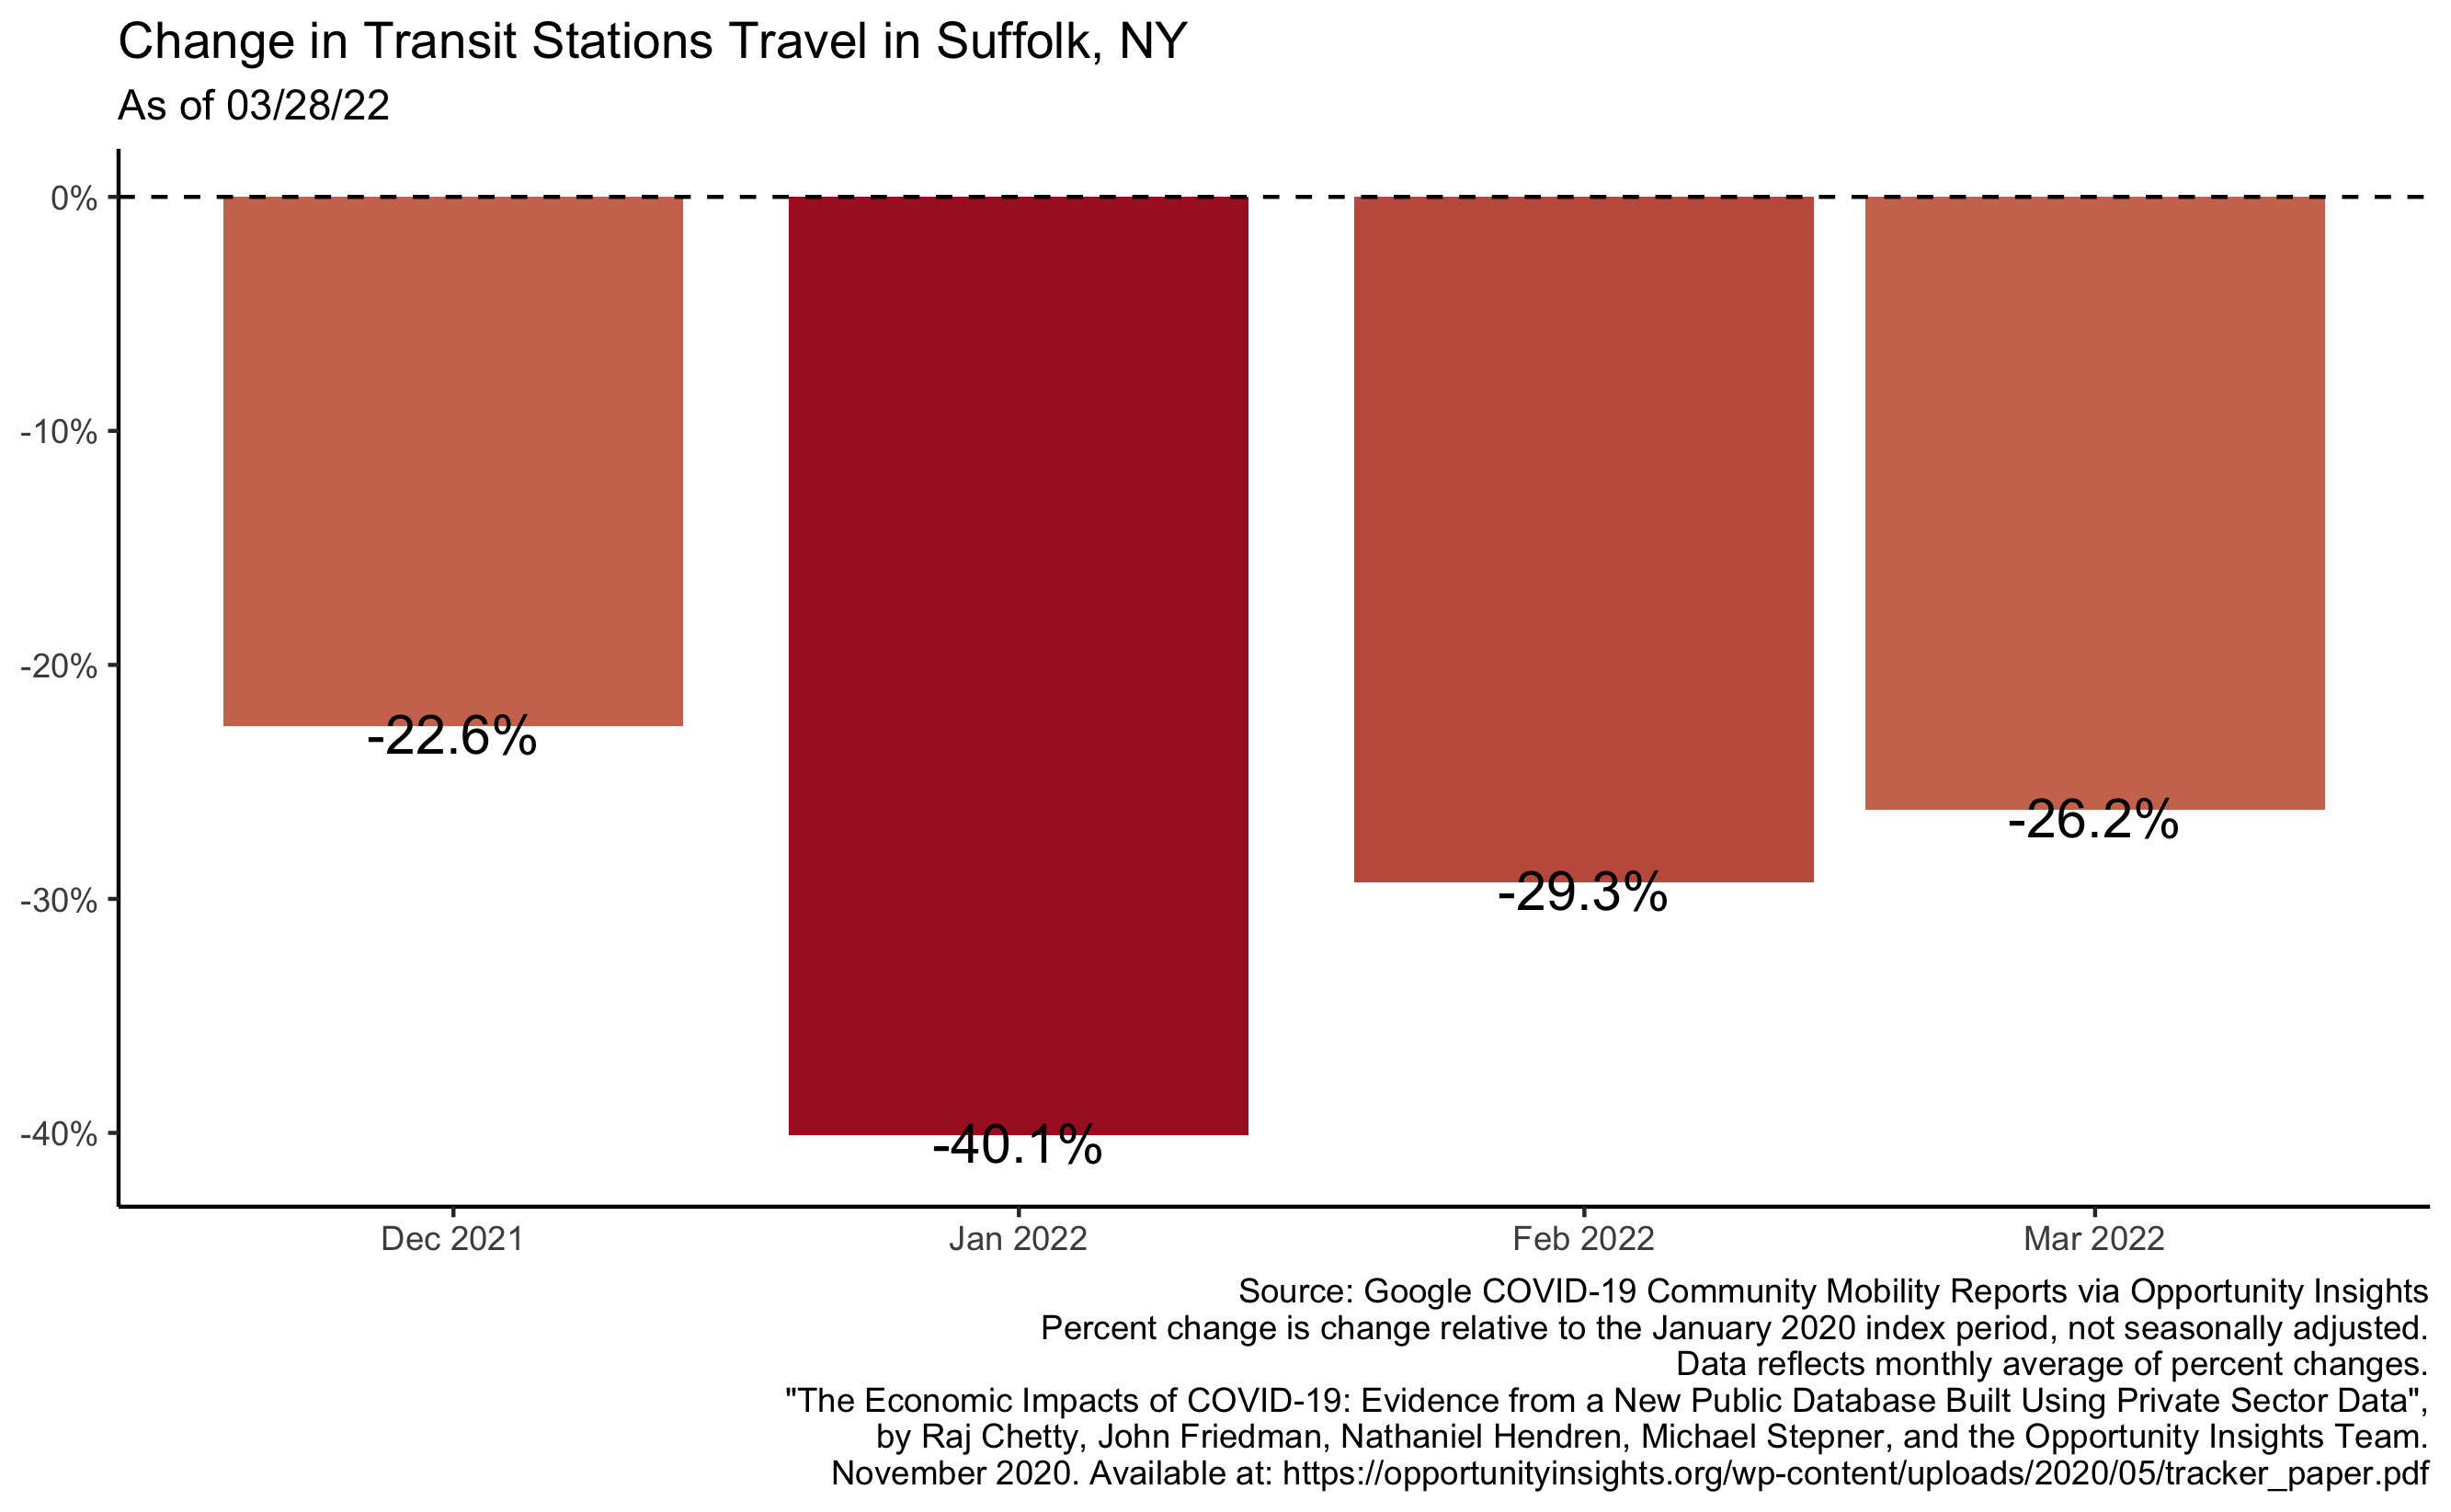 Change in Transit Stations Travel in Suffolk, NY
As of 03/28/22
0%
-10%
-20%
-30%
-40%
-22.6%
-40.1%
-29.3%
-26.2%
Dec 2021
Jan 2022
Feb 2022
Mar 2022
Source: Google COVID-19 Community Mobility Reports via Opportunity Insights
Percent change is change relative to the January 2020 index period, not seasonally adjusted.
Data reflects monthly average of percent changes.
"The Economic Impacts of COVID-19: Evidence from a New Public Database Built Using Private Sector Data",
by Raj Chetty, John Friedman, Nathaniel Hendren, Michael Stepner, and the Opportunity Insights Team.
November 2020. Available at: https://opportunityinsights.org/wp-content/uploads/2020/05/tracker_paper.pdf